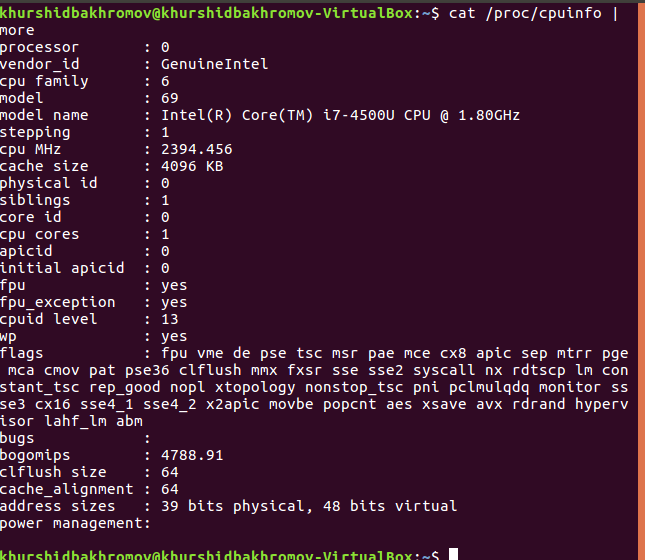 khurshidbakhromov@khurshidbakhromov-VirtualBox:~$ cat /proc/cpuinfo |
more
processor : 0
vendor_id : GenuineIntel
cpu family : 6
model : 69
model name : Intel(R) Core(TM) i7-4500U CPU @ 1.80GHz
stepping : 1
cpu MHz : 2394.456
cache size : 4096 KB
physical id : 0
siblings : 1
core id : 0
cpu cores : 1
apicid : 0
initial apicid : 0
fpu : yes
fpu_exception : yes
cpuid level : 13
wp : yes
flags : fpu vme de pse tsc msr pae mce cx8 apic sep mtrr pge
mca cmov pat pse36 clflush mmx fxsr sse sse2 syscall nx rdtscp lm con
stant_tsc rep_good nopl xtopology nonstop_tsc pni pclmulqdq monitor ss
se3 cx16 sse4_1 sse4_2 x2apic movbe popcnt aes xsave avx rdrand hyperv
isor lahf_lm abm
bugs :
bogomips : 4788.91
clflush size : 64
cache_alignment : 64
address sizes : 39 bits physical, 48 bits virtual
power management:
khurshidbakhromov@khurshidbakhromov-VirtualBox:~$